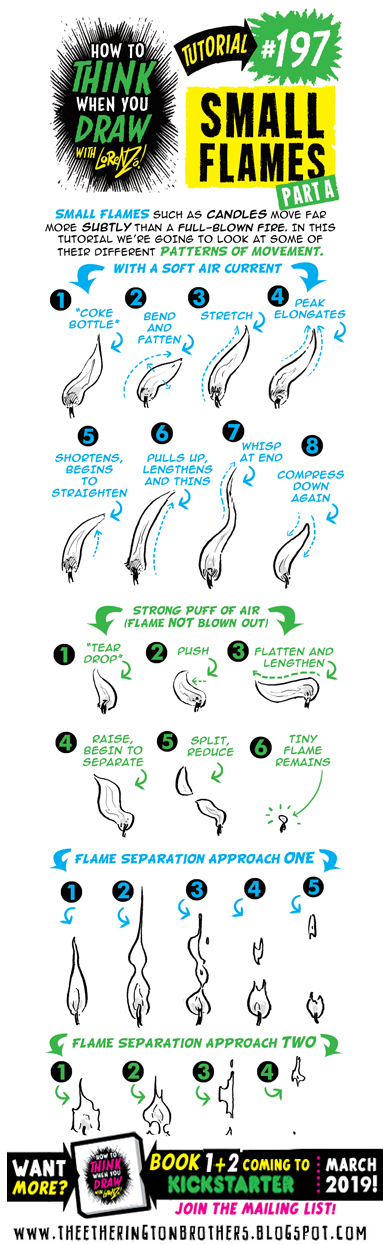 HOW TO
THINK
WHEN YOU
DRAW
WITH LORENZO!
TUTORIAL
#197
SMALL
FLAMES
PART A
SMALL FLAMES SUCH AS CANDLES MOVE FAR
MORE SUBTLY THAN A FULL-BLOWN FIRE. IN THIS
TUTORIAL WE'RE GOING TO LOOK AT SOME OF
THEIR DIFFERENT PATTERNS OF MOVEMENT.
WITH A SOFT AIR CURRENT
1
"COKE
BOTTLE"
2
BEND
AND
FATTEN
3
STRETCH
4
PEAK
ELONGATES
5
SHORTENS,
BEGINS
TO
STRAIGHTEN
6
PULLS UP,
LENGTHENS
AND THINS
7
WHISP
AT END
8
COMPRESS
DOWN
AGAIN
STRONG PUFF OF AIR
(FLAME NOT BLOWN OUT)
1
"TEAR
DROP"
2
PUSH
3
FLATTEN AND
LENGTHEN
4
RAISE,
BEGIN TO
SEPARATE
5
SPLIT,
REDUCE
6
TINY
FLAME
REMAINS
FLAME SEPARATION APPROACH ONE
1
2
3
4
5
FLAME SEPARATION APPROACH TWO
1
2
3
4
WANT
MORE?
HOW TO
THINK
WHEN YOU
DRAW
WITH LORENZO!
BOOK 1+2 COMING TO
KICKSTARTER
MARCH
2019!
JOIN THE MAILING LIST!
WWW.THEETHERINGTONBROTHERS.BLOGSPOT.COM